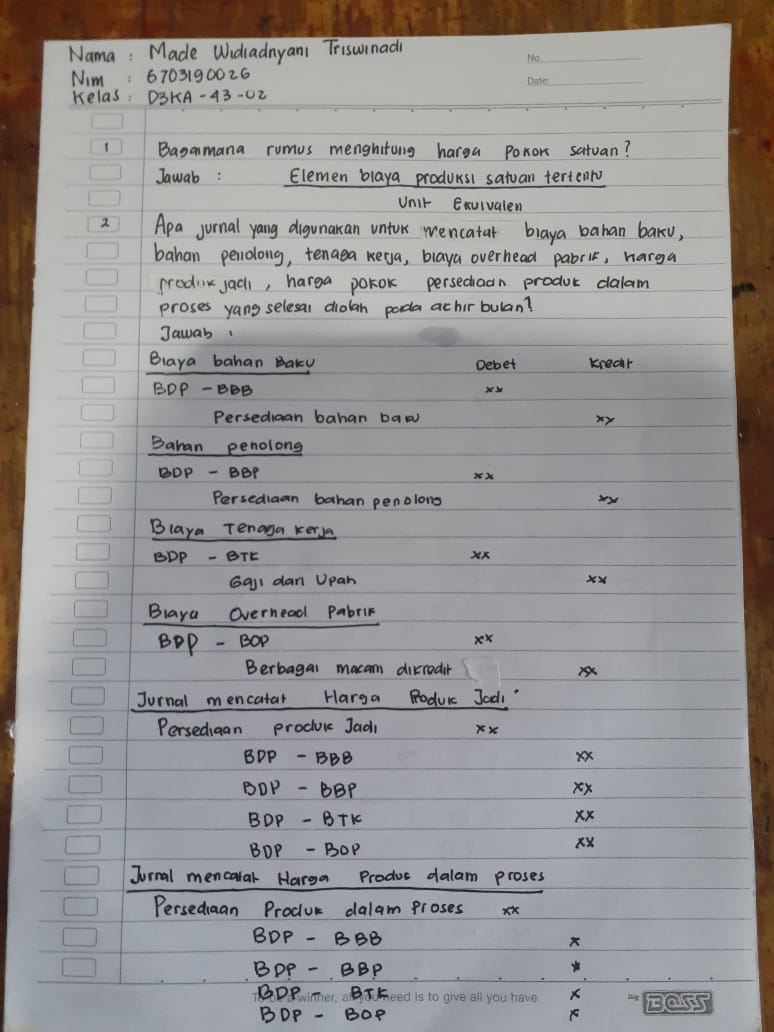 Nama : Made Widiadnyani Triswinadi
No.
Nim : 6703190026
Date:
Kelas : D3KA - 43 - 02
1 Bagaimana rumus menghitung harga pokok satuan?
Jawab : Elemen biaya produksi satuan tertentu
Unit Ekuivalen
2 Apa jurnal yang digunakan untuk mencatat biaya bahan baku,
bahan penolong, tenaga kerja, biaya overhead pabrik, harga
produk jadi, harga pokok persediaan produk dalam
proses yang selesai diolah pada achir bulan?
Jawab :
Biaya bahan Baku Debet Kredit
BDP - BBB xx
Persediaan bahan baku xx
Bahan penolong
BDP - BBP xx
Persediaan bahan penolong xx
Biaya Tenaga kerja
BDP - BTK xx
Gaji dan Upah xx
Biaya Overhead Pabrik
BDP - BOP xx
Berbagai macam dikredit xx
Jurnal mencatat Harga Produk Jadi
Persediaan produk Jadi xx
BDP - BBB xx
BDP - BBP xx
BDP - BTK xx
BDP - BOP xx
Jurnal mencatat Harga Produk dalam proses
Persediaan Produk dalam Proses xx
BDP - BBB x
BDP - BBP x
BDP - BTK x
To be a winner, all you need is to give all you have
BOSS
BDP - BOP x